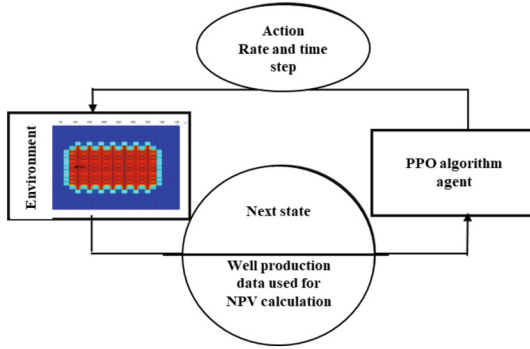 Action
Rate and time
step
Environment
PPO algorithm
agent
Next state
Well production
data used for
NPV calculation